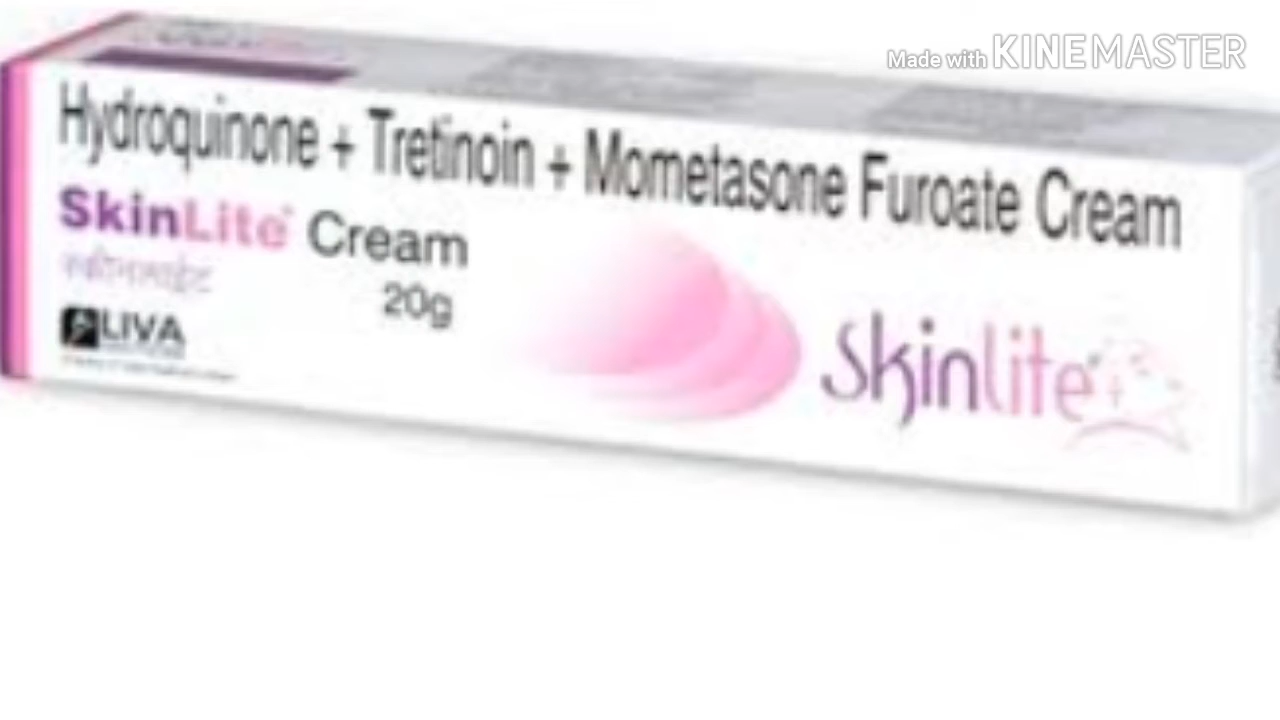 Made with KINEMASTER
Hydroquinone + Tretinoin + Mometasone Furoate Cream
SkinLite Cream
20g
LIVA
Skinlite